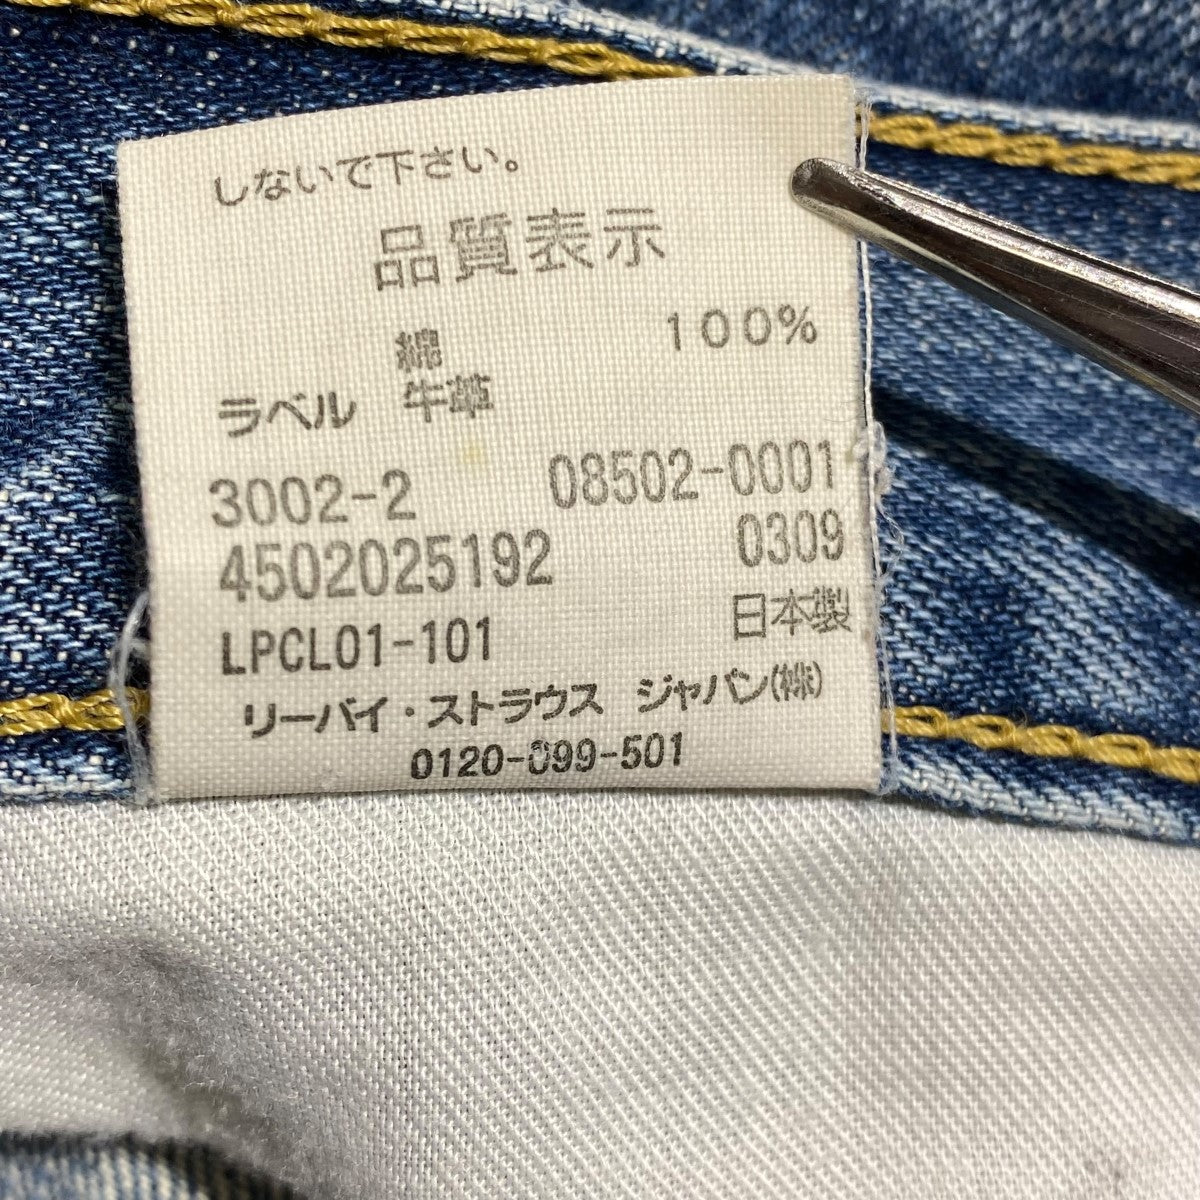 しないで下さい。
品質表示
綿 100%
ラベル 牛革
3002-2 08502-0001
4502025192 0309
LPCL01-101 日本製
リーバイ・ストラウス ジャパン(株)
0120-099-501